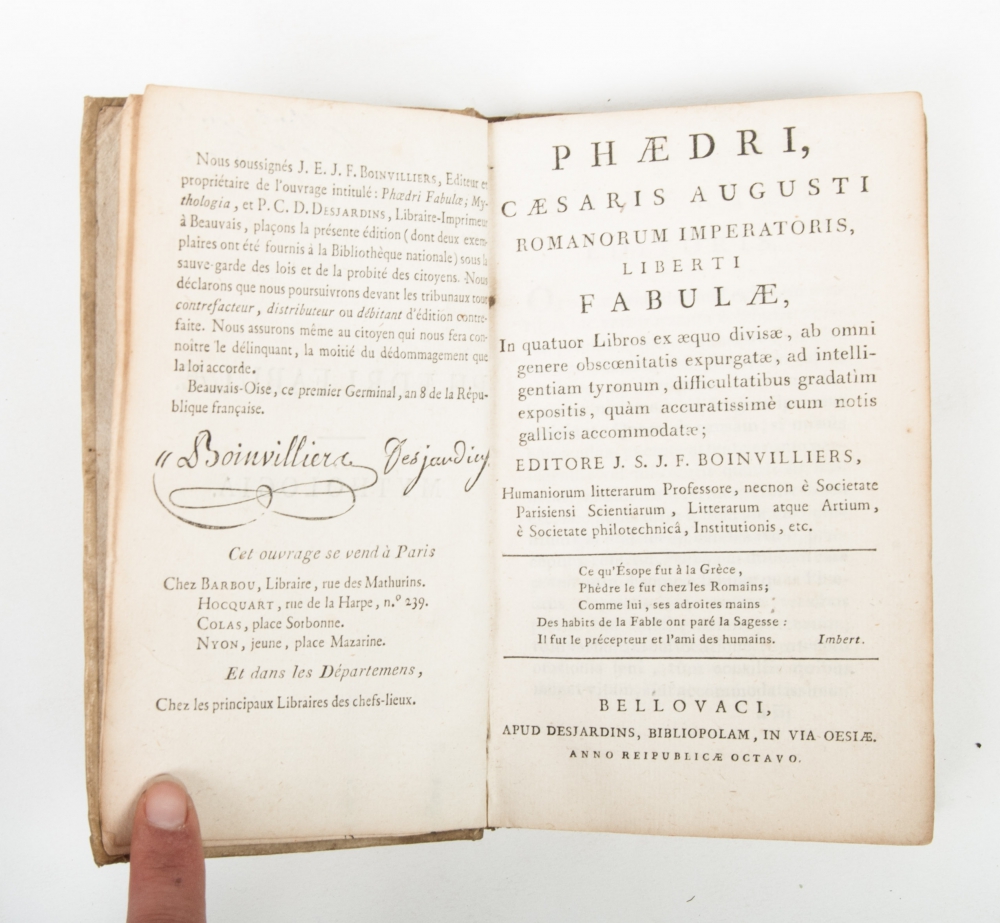 Nous soussignés J. E. J. F. BOINVILLIERS, Editeur et
propriétaire de l'ouvrage intitulé : Phædri Fabulæ; My-
thologia, et P. C. D. DESJARDINS, Libraire-Imprimeur
à Beauvais, plaçons la présente édition (dont deux exem-
plaires ont été fournis à la Bibliothèque nationale) sous la
sauve-garde des lois et de la probité des citoyens. Nous
déclarons que nous poursuivrons devant les tribunaux tout
contrefacteur, distributeur ou débitant d'édition contre-
faite. Nous assurons même au citoyen qui nous fera con-
noître le délinquant, la moitié du dédommagement que
la loi accorde.
Beauvais-Oise, ce premier Germinal, an 8 de la Répu-
blique française.
Boinvilliers Desjardins
Cet ouvrage se vend à Paris
Chez BARBOU, Libraire, rue des Mathurins.
HOCQUART, rue de la Harpe, n.º 239.
COLAS, place Sorbonne.
NYON, jeune, place Mazarine.
Et dans les Départemens,
Chez les principaux Libraires des chefs-lieux.
PHÆDRI,
CÆSARIS AUGUSTI
ROMANORUM IMPERATORIS,
LIBERTI
FABULÆ,
In quatuor Libros ex æquo divisæ, ab omni
genere obscœnitatis expurgatæ, ad intelli-
gentiam tyronum, difficultatibus gradatìm
expositis, quàm accuratissimè cum notis
gallicis accommodatæ;
EDITORE J. S. J. F. BOINVILLIERS,
Humaniorum litterarum Professore, necnon è Societate
Parisiensi Scientiarum, Litterarum atque Artium,
è Societate philotechnicâ, Institutionis, etc.
Ce qu'Ésope fut à la Grèce,
Phèdre le fut chez les Romains;
Comme lui, ses adroites mains
Des habits de la Fable ont paré la Sagesse :
Il fut le précepteur et l'ami des humains. Imbert.
BELLOVACI,
APUD DESJARDINS, BIBLIOPOLAM, IN VIA OESIÆ.
ANNO REIPUBLICÆ OCTAVO.